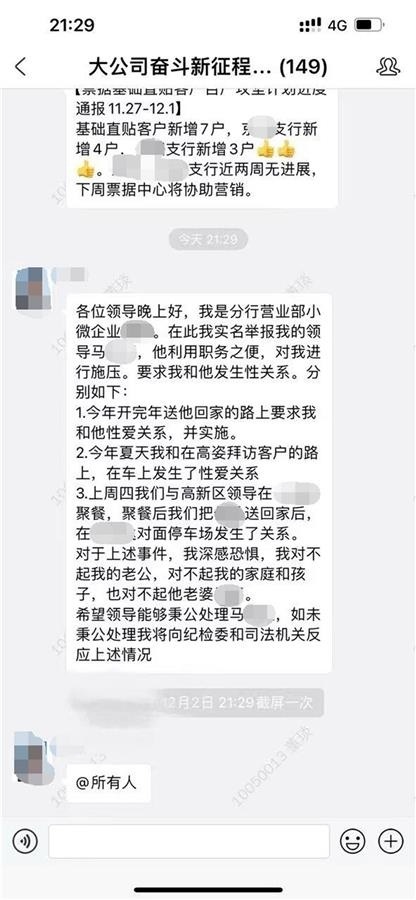 21:29
4G
大公司奋斗新征程... (149)
【票据基础直贴客户百户攻坚计划进度
通报11.27-12.1】
基础直贴客户新增7户，京 支行新
增4户， 支行新增3户👍👍
👍。 支行近两周无进展，
下周票据中心将协助营销。
今天 21:29
各位领导晚上好，我是分行营业部小
微企业 。在此我实名举报我的领
导马 ，他利用职务之便，对我进
行施压。要求我和他发生性关系。分
别如下：
1.今年开完年送他回家的路上要求我
和他性爱关系，并实施。
2.今年夏天我和在高姿拜访客户的路
上，在车上发生了性爱关系
3.上周四我们与高新区领导在
聚餐，聚餐后我们把 送回家后，
在 对面停车场发生了关系。
对于上述事件，我深感恐惧，我对不
起我的老公，对不起我的家庭和孩
子，也对不起他老婆 。
希望领导能够秉公处理马 ，如未
秉公处理我将向纪检委和司法机关反
应上述情况
12月2日 21:29截屏一次
@所有人
10050013 董琰